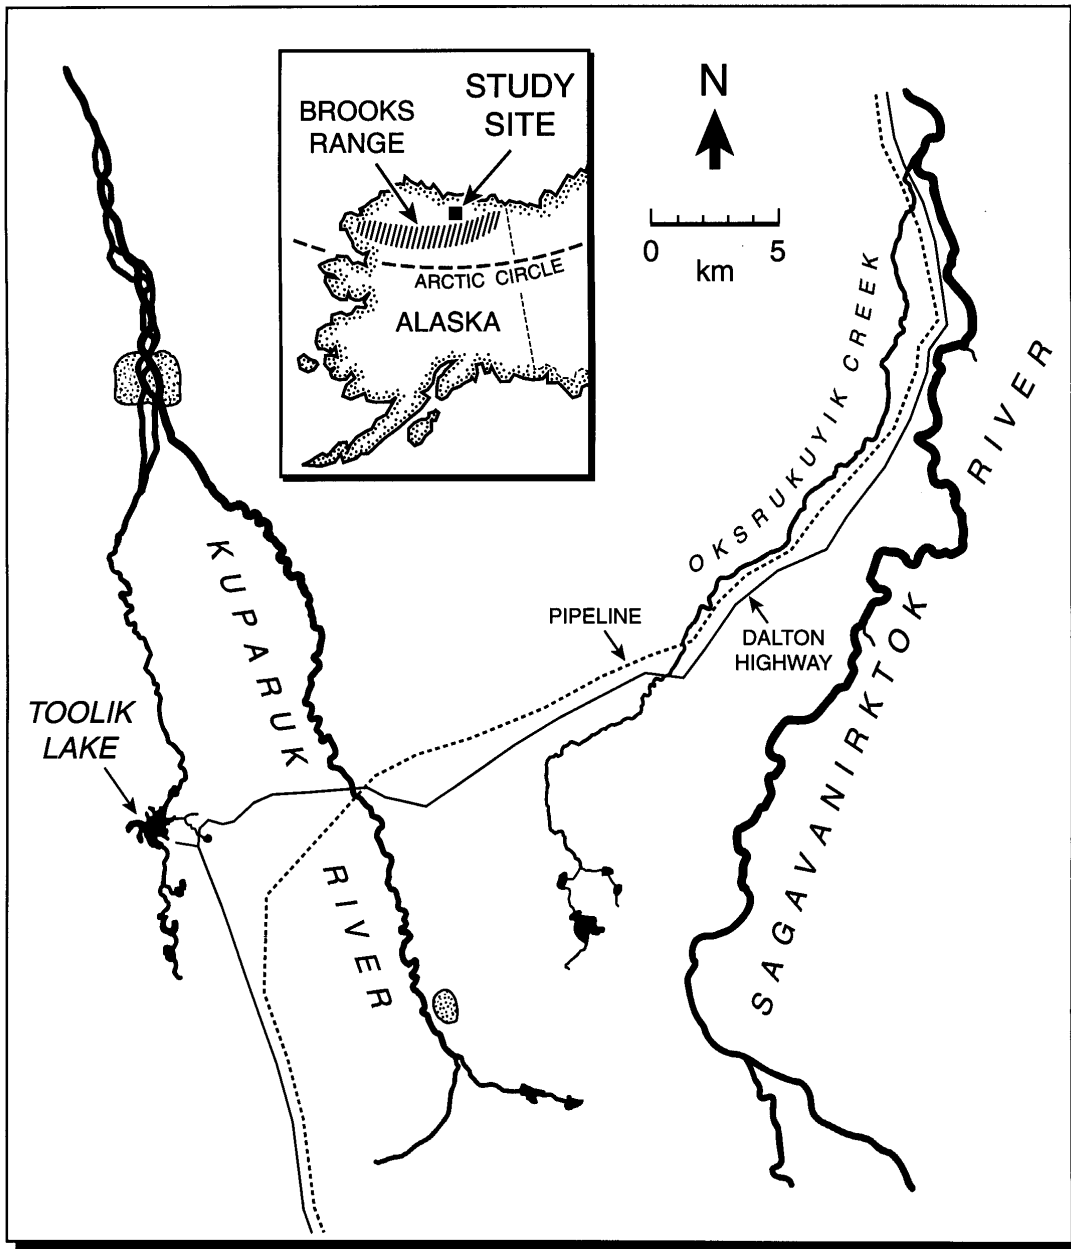 STUDY
SITE
BROOKS
RANGE
ARCTIC CIRCLE
ALASKA
N
0 5
km
OKSRUKUYIK CREEK
PIPELINE
DALTON
HIGHWAY
KUPARUK RIVER
TOOLIK
LAKE
SAGAVANIRKTOK RIVER